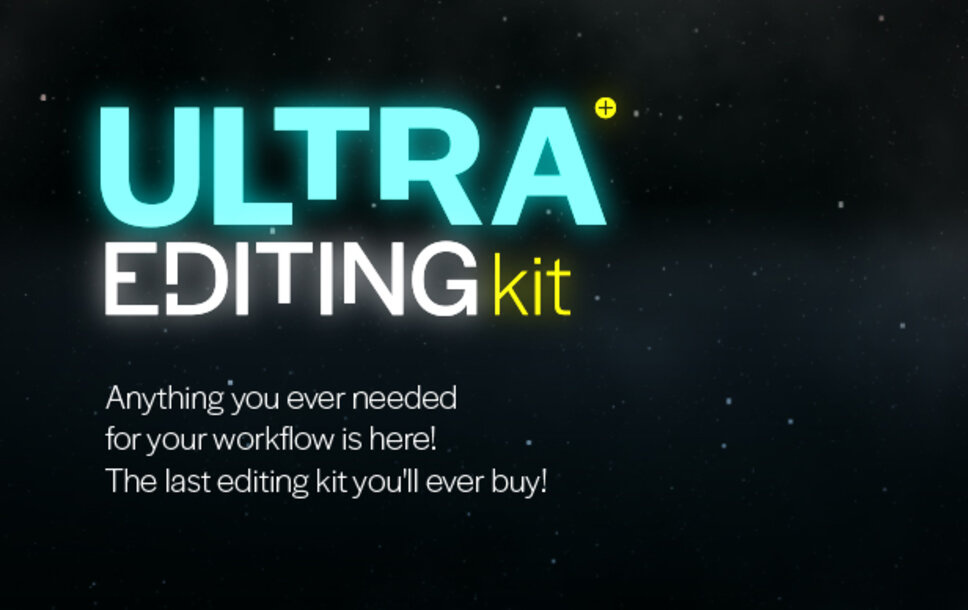 ULTRA+
EDITING kit
Anything you ever needed
for your workflow is here!
The last editing kit you'll ever buy!